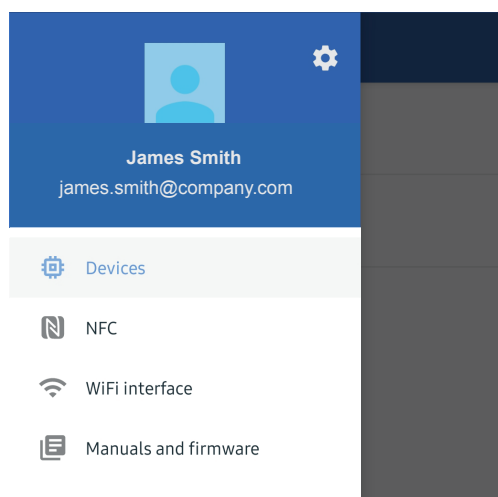 James Smith
james.smith@company.com
Devices
NFC
WiFi interface
Manuals and firmware